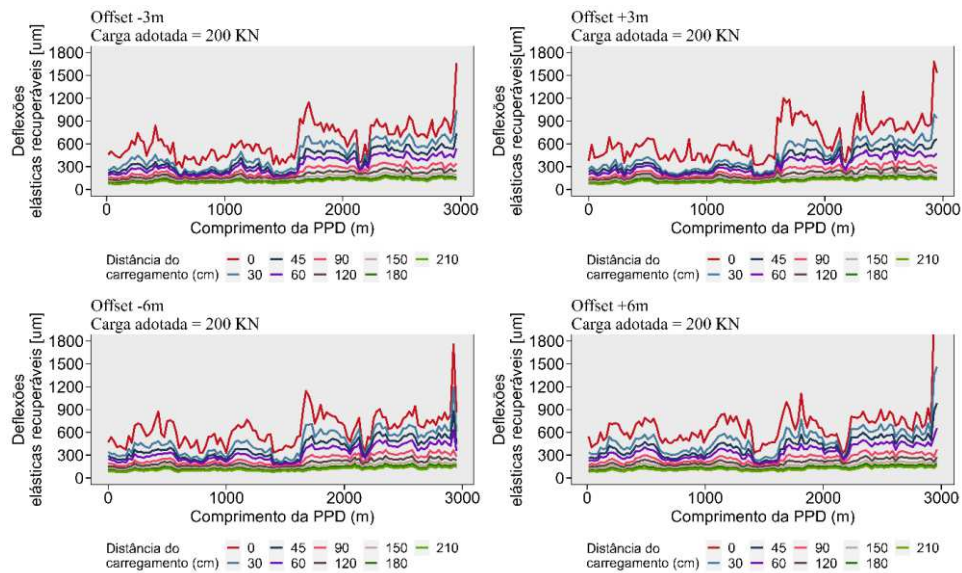 Offset -3m
Carga adotada = 200 KN
Deflexões
elásticas recuperáveis [um]
1800
1500
1200
900
600
300
0
0 1000 2000 3000
Comprimento da PPD (m)
Distância do
carregamento (cm)
0 45 90 150 210
30 60 120 180
Offset +3m
Carga adotada = 200 KN
Deflexões
elásticas recuperáveis[um]
1800
1500
1200
900
600
300
0
0 1000 2000 3000
Comprimento da PPD (m)
Distância do
carregamento (cm)
0 45 90 150 210
30 60 120 180
Offset -6m
Carga adotada = 200 KN
Deflexões
elásticas recuperáveis [um]
1800
1500
1200
900
600
300
0
0 1000 2000 3000
Comprimento da PPD (m)
Distância do
carregamento (cm)
0 45 90 150 210
30 60 120 180
Offset +6m
Carga adotada = 200 KN
Deflexões
elásticas recuperáveis [um]
1800
1500
1200
900
600
300
0
0 1000 2000 3000
Comprimento da PPD (m)
Distância do
carregamento (cm)
0 45 90 150 210
30 60 120 180